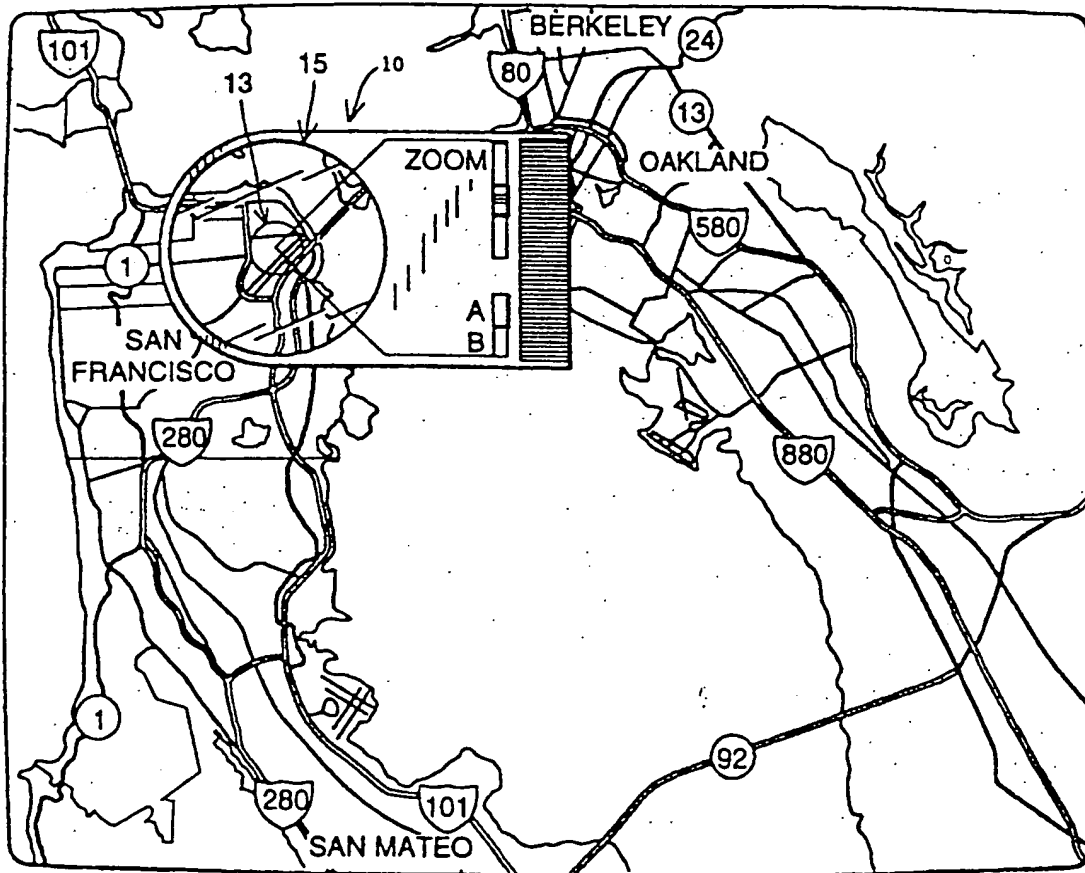 101
BERKELEY
24
80
13
15
10
13
ZOOM
OAKLAND
580
1
A
B
SAN
FRANCISCO
280
880
1
92
280
101
SAN MATEO